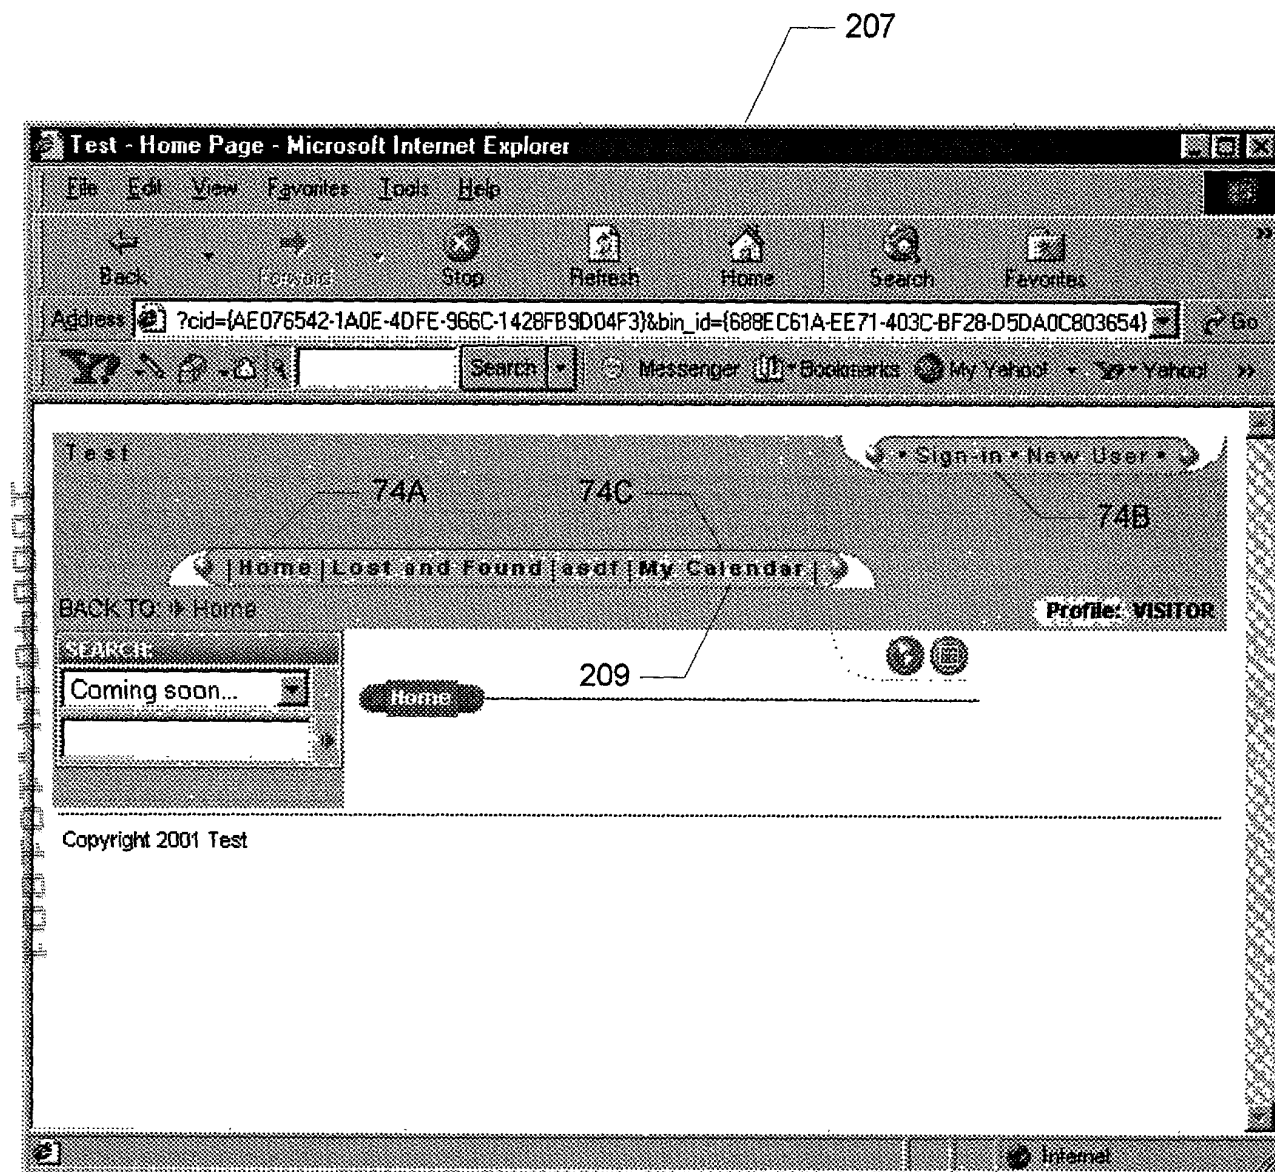 207
Test - Home Page - Microsoft Internet Explorer
File Edit View Favorites Tools Help
Back Forward Stop Refresh Home Search Favorites
Address ?cid={AE076542-1A0E-4DFE-966C-1428FB9D04F3}&bin_id={688EC61A-EE71-403C-BF28-D5DA0C803654} Go
Y? Search Messenger Bookmarks My Yahoo! Yahoo!
Test
• Sign-in • New User •
74A 74C 74B
|Home|Lost and Found|asdf|My Calendar|
BACK TO: Home
Profile: VISITOR
SEARCH:
Coming soon...
209
Home
Copyright 2001 Test
Internet